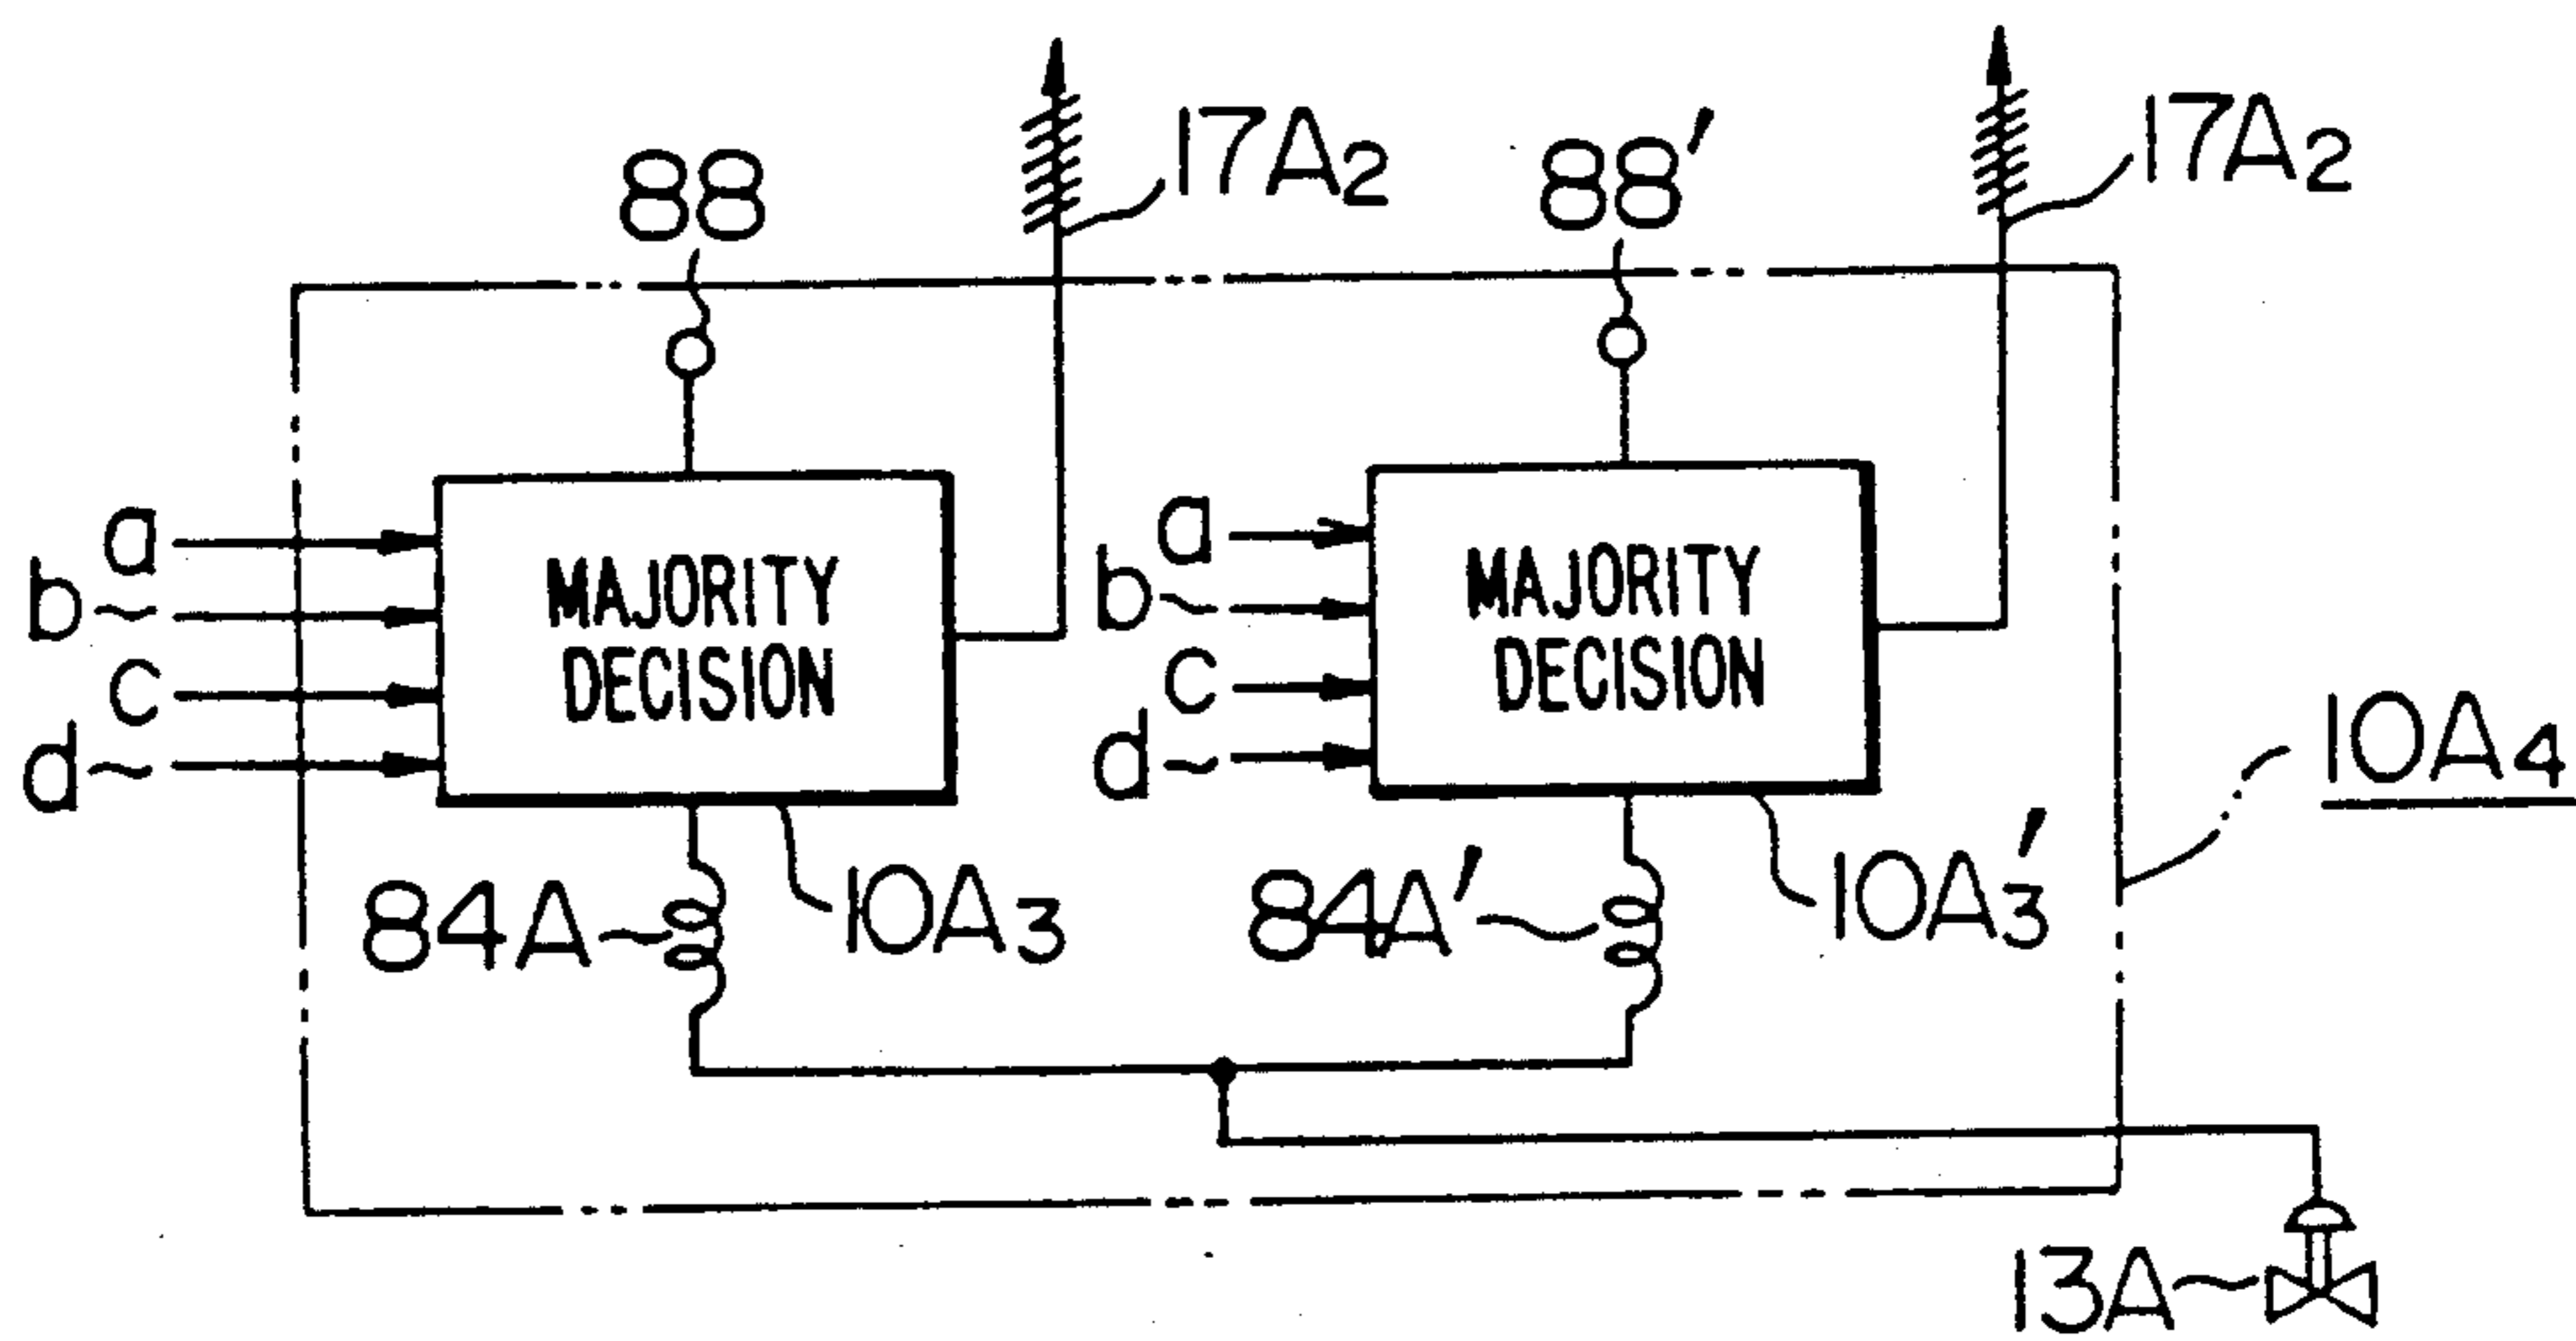 17A2
17A2
88
88'
a
b
c
d
MAJORITY
DECISION
a
b
c
d
MAJORITY
DECISION
10A4
84A
10A3
84A'
10A3'
13A